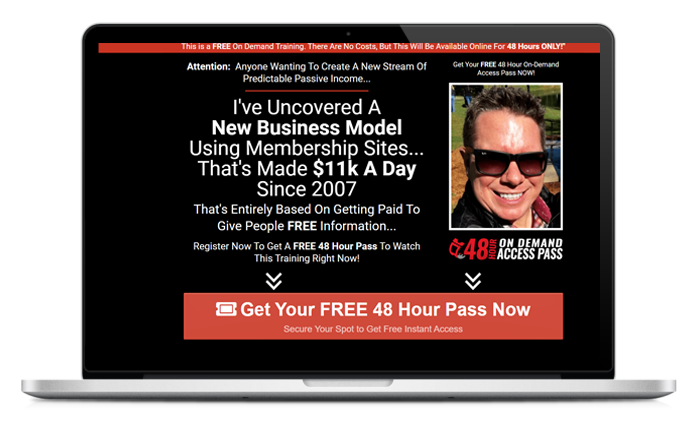 "This is a FREE On Demand Training. There Are No Costs, But This Will Be Available Online For 48 Hours ONLY!"
Attention: Anyone Wanting To Create A New Stream Of
Predictable Passive Income...
I've Uncovered A
New Business Model
Using Membership Sites...
That's Made $11k A Day
Since 2007
That's Entirely Based On Getting Paid To
Give People FREE Information...
Register Now To Get A FREE 48 Hour Pass To Watch
This Training Right Now!
Get Your FREE 48 Hour On-Demand
Access Pass NOW!
48 HOUR ON DEMAND
ACCESS PASS
Get Your FREE 48 Hour Pass Now
Secure Your Spot to Get Free Instant Access